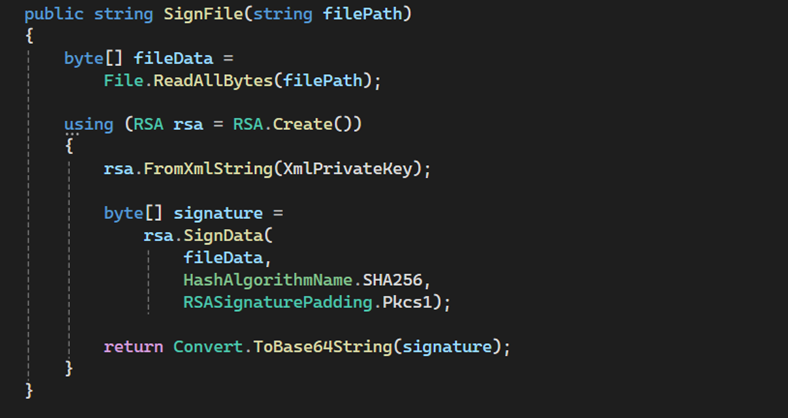 public string SignFile(string filePath)
{
    byte[] fileData =
        File.ReadAllBytes(filePath);
    using (RSA rsa = RSA.Create())
    {
        rsa.FromXmlString(XmlPrivateKey);
        byte[] signature =
            rsa.SignData(
                fileData,
                HashAlgorithmName.SHA256,
                RSASignaturePadding.Pkcs1);
        return Convert.ToBase64String(signature);
    }
}